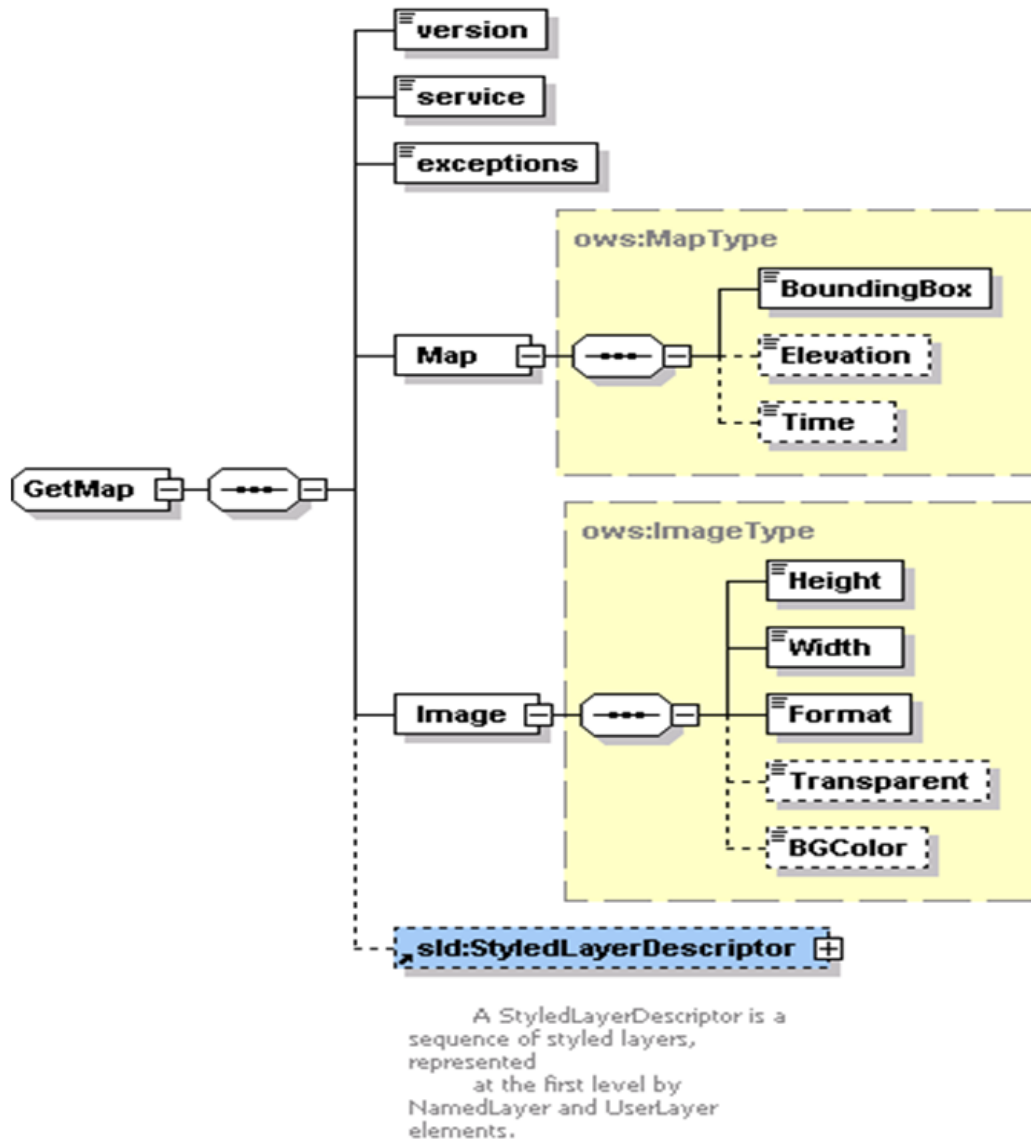 version
service
exceptions
ows:MapType
BoundingBox
Map
Elevation
Time
GetMap
ows:ImageType
Height
Width
Image
Format
Transparent
BGColor
sld:StyledLayerDescriptor
A StyledLayerDescriptor is a
sequence of styled layers,
represented
at the first level by
NamedLayer and UserLayer
elements.